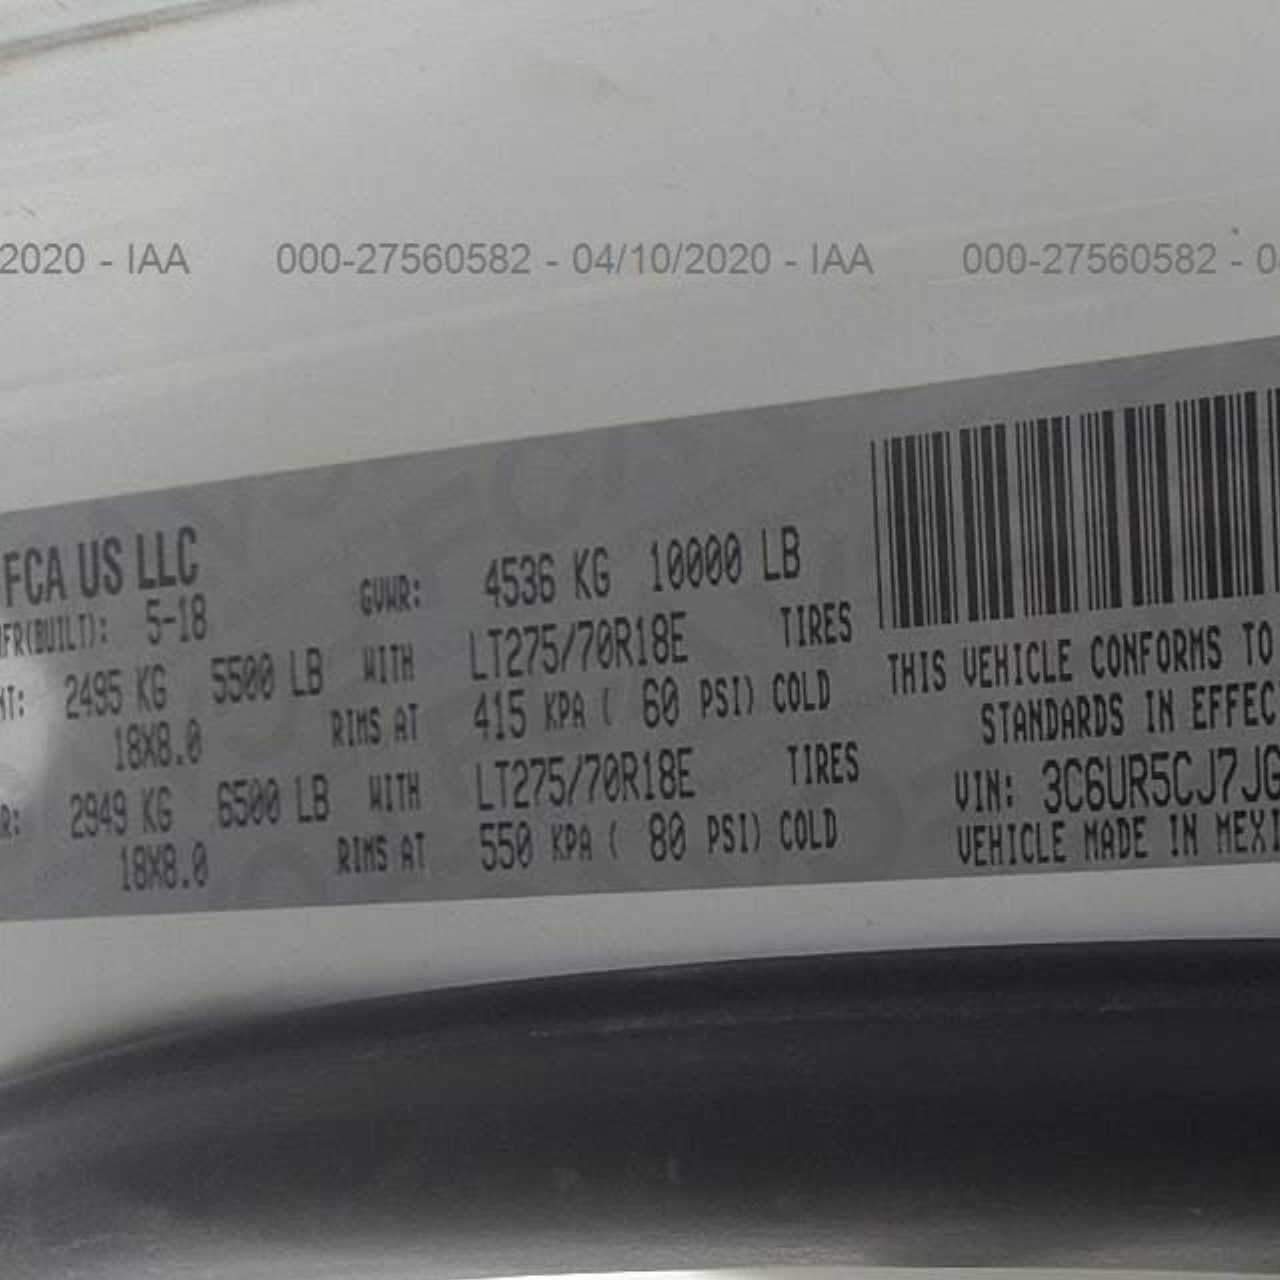 2020 - IAA 000-27560582 - 04/10/2020 - IAA 000-27560582 - 0
FCA US LLC
FR(BUILT): 5-18
GVWR: 4536 KG 10000 LB
NT: 2495 KG 5500 LB WITH LT275/70R18E TIRES
18X8.0 RIMS AT 415 KPA ( 60 PSI) COLD
R: 2949 KG 6500 LB WITH LT275/70R18E TIRES
18X8.0 RIMS AT 550 KPA ( 80 PSI) COLD
THIS VEHICLE CONFORMS TO
STANDARDS IN EFFEC
VIN: 3C6UR5CJ7JG
VEHICLE MADE IN MEXI